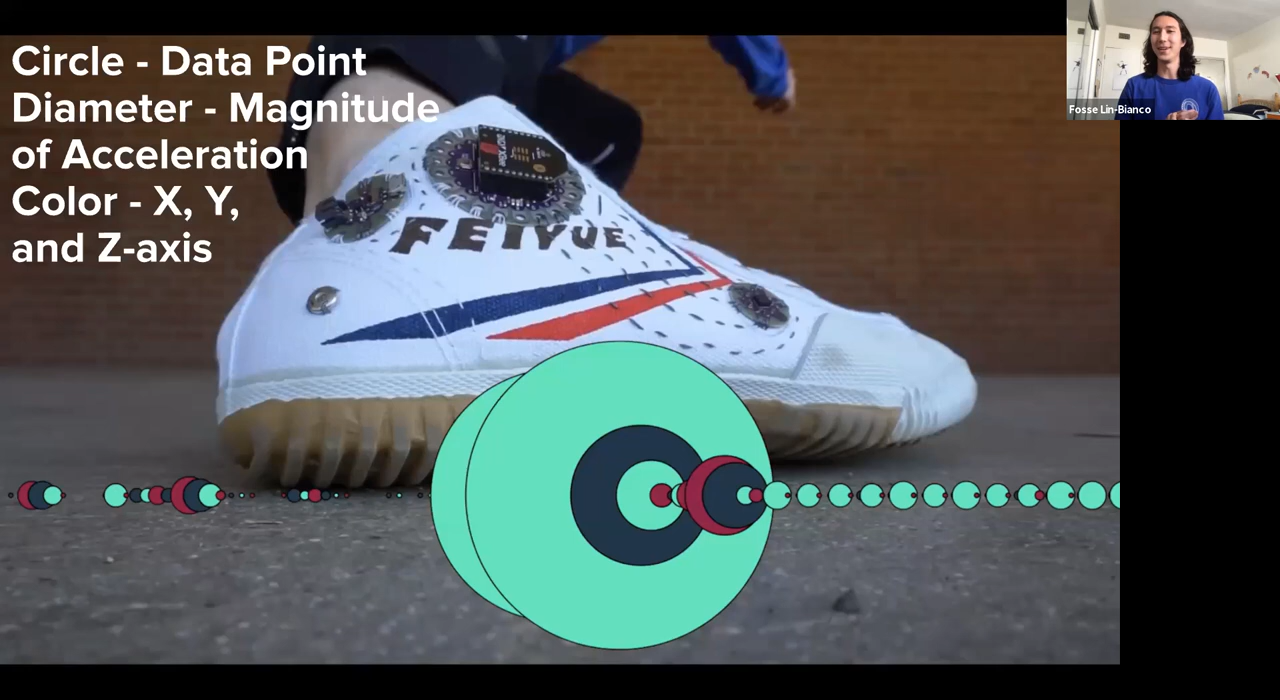 Circle - Data Point
Diameter - Magnitude
of Acceleration
Color - X, Y,
and Z-axis
FEIYUE
Fosse Lin-Bianco